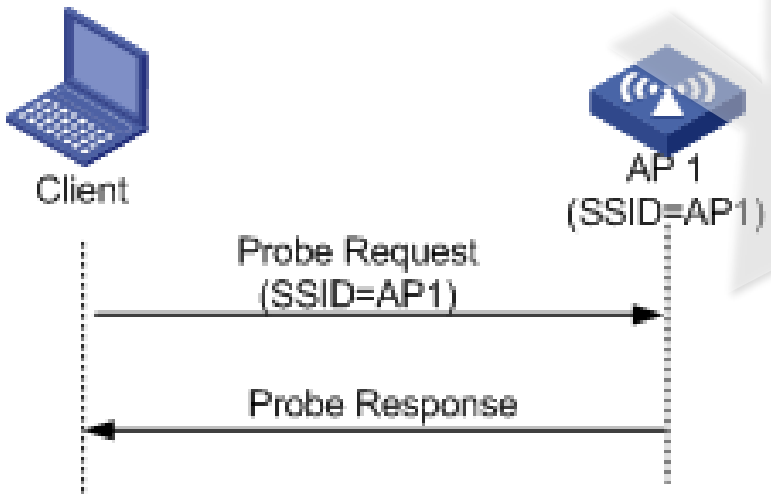 Client
AP 1
(SSID=AP1)
Probe Request
(SSID=AP1)
Probe Response